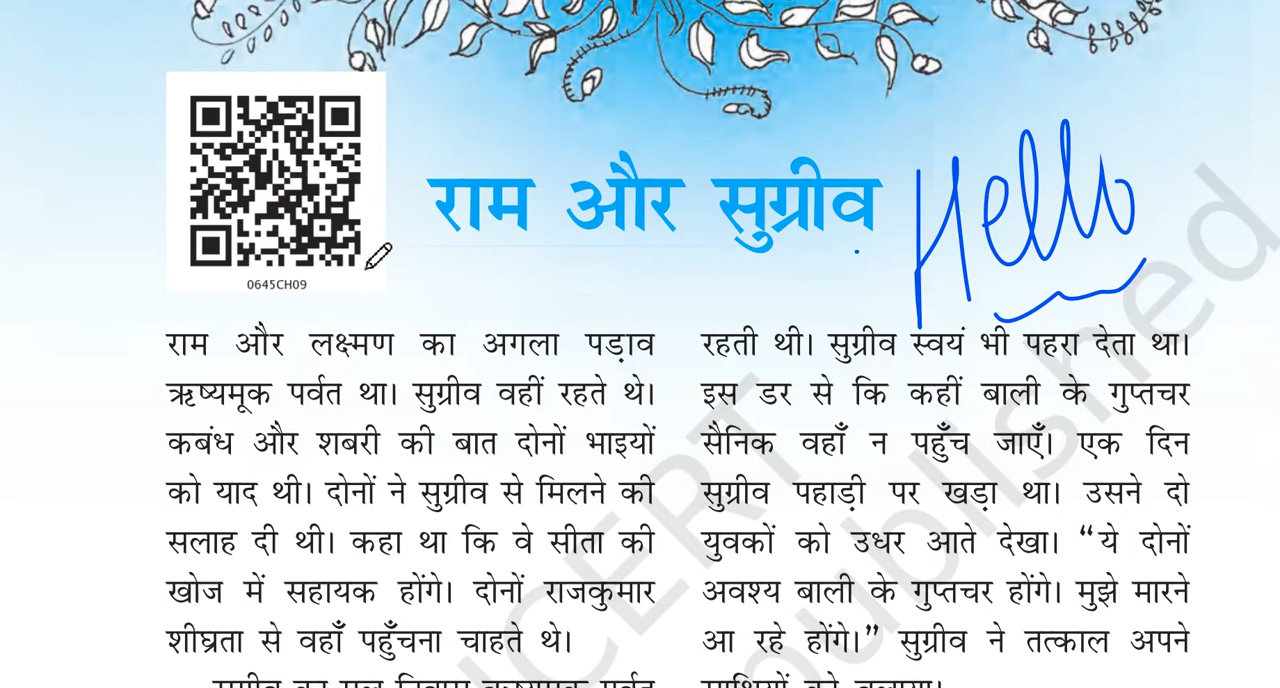 0645CH09
राम और सुग्रीव
Hello
राम और लक्ष्मण का अगला पड़ाव
ऋष्यमूक पर्वत था। सुग्रीव वहीं रहते थे।
कबंध और शबरी की बात दोनों भाइयों
को याद थी। दोनों ने सुग्रीव से मिलने की
सलाह दी थी। कहा था कि वे सीता की
खोज में सहायक होंगे। दोनों राजकुमार
शीघ्रता से वहाँ पहुँचना चाहते थे।
रहती थी। सुग्रीव स्वयं भी पहरा देता था।
इस डर से कि कहीं बाली के गुप्तचर
सैनिक वहाँ न पहुँच जाएँ। एक दिन
सुग्रीव पहाड़ी पर खड़ा था। उसने दो
युवकों को उधर आते देखा। “ये दोनों
अवश्य बाली के गुप्तचर होंगे। मुझे मारने
आ रहे होंगे।” सुग्रीव ने तत्काल अपने
NCERT
published